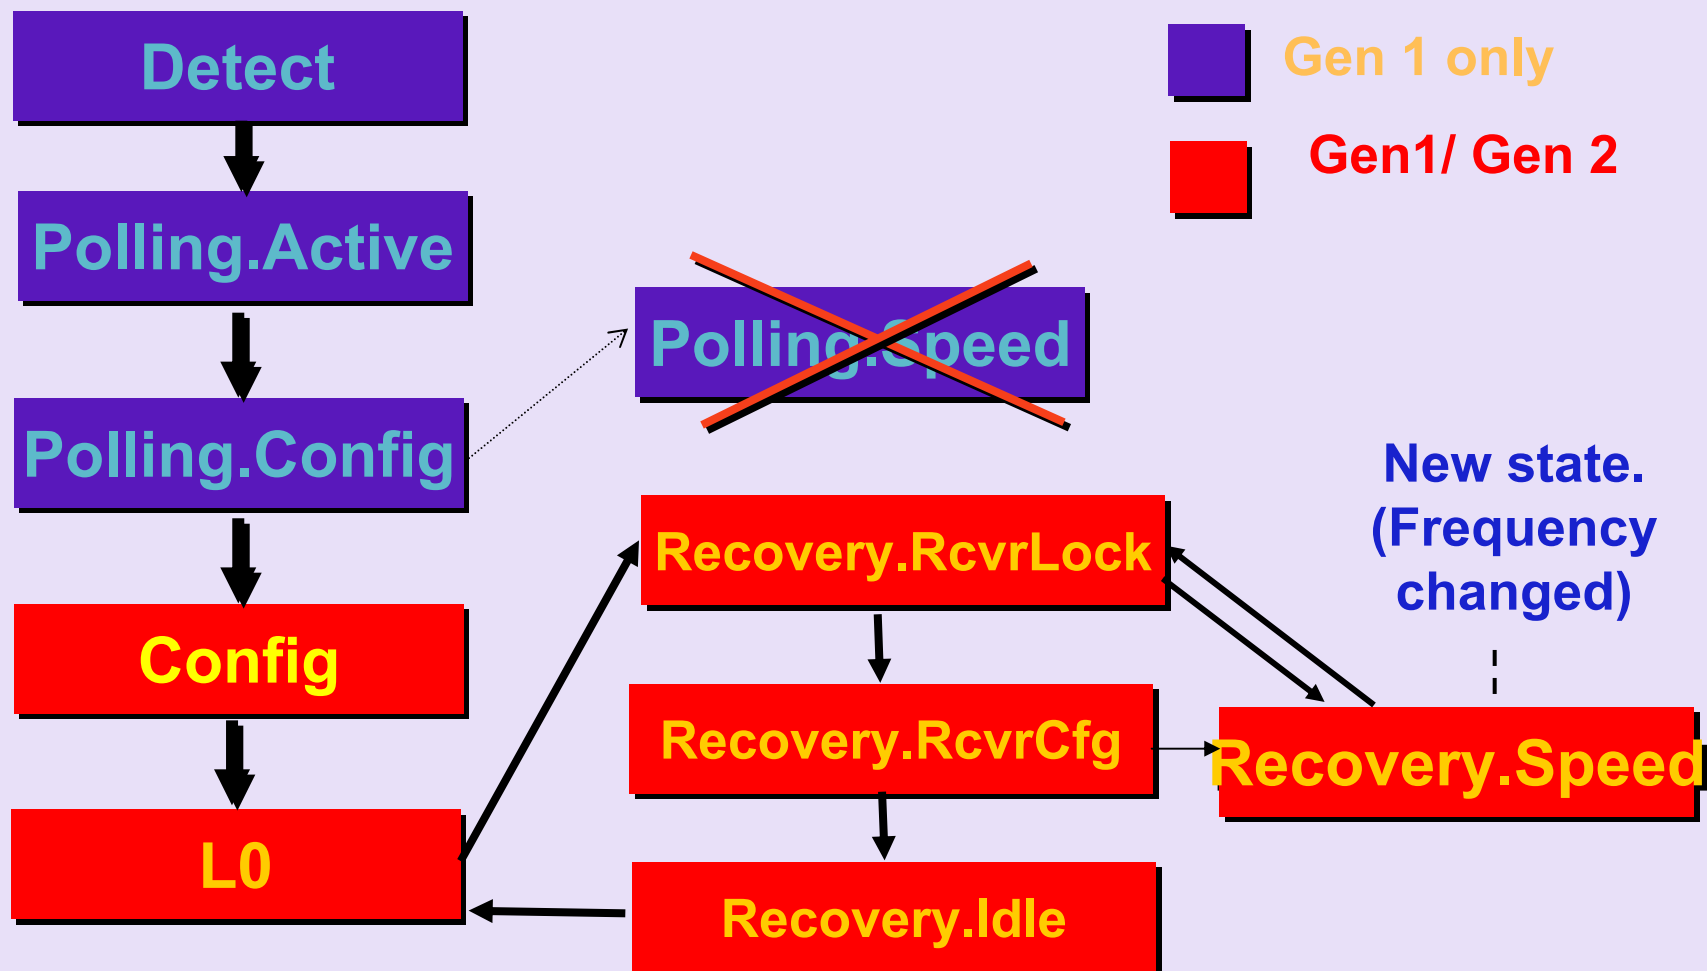 Detect
Gen 1 only
Gen1/ Gen 2
Polling.Active
Polling.Speed
Polling.Config
New state.
(Frequency
changed)
Recovery.RcvrLock
Config
Recovery.RcvrCfg
Recovery.Speed
L0
Recovery.Idle